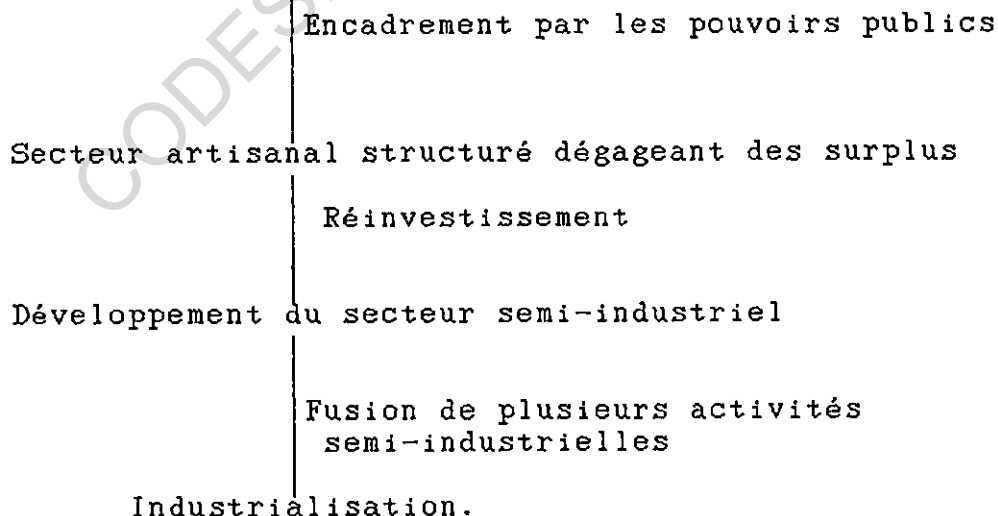 Encadrement par les pouvoirs publics
Secteur artisanal structuré dégageant des surplus
Réinvestissement
Développement du secteur semi-industriel
Fusion de plusieurs activités
semi-industrielles
Industrialisation.